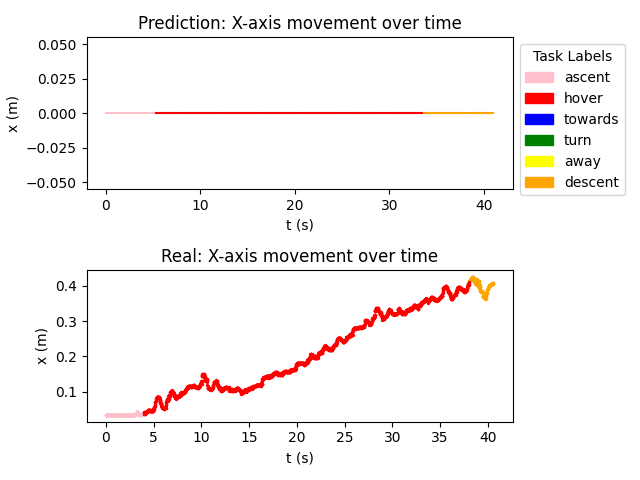 Prediction: X-axis movement over time
0.050
0.025
0.000
−0.025
−0.050
x (m)
0 10 20 30 40
t (s)
Task Labels
ascent
hover
towards
turn
away
descent
Real: X-axis movement over time
0.4
0.3
0.2
0.1
x (m)
0 5 10 15 20 25 30 35 40
t (s)